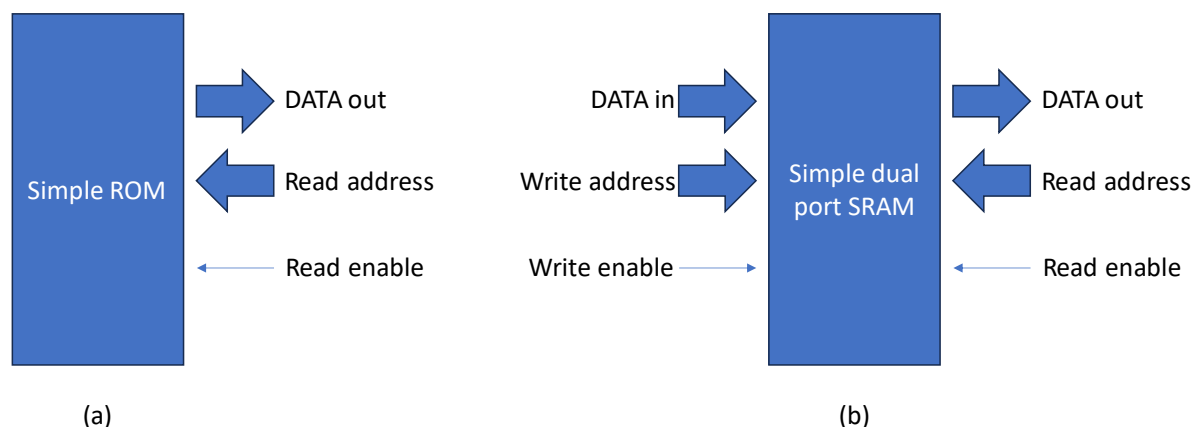 DATA out
Simple ROM
Read address
Read enable
(a)
DATA in
Write address
Write enable
Simple dual
port SRAM
DATA out
Read address
Read enable
(b)